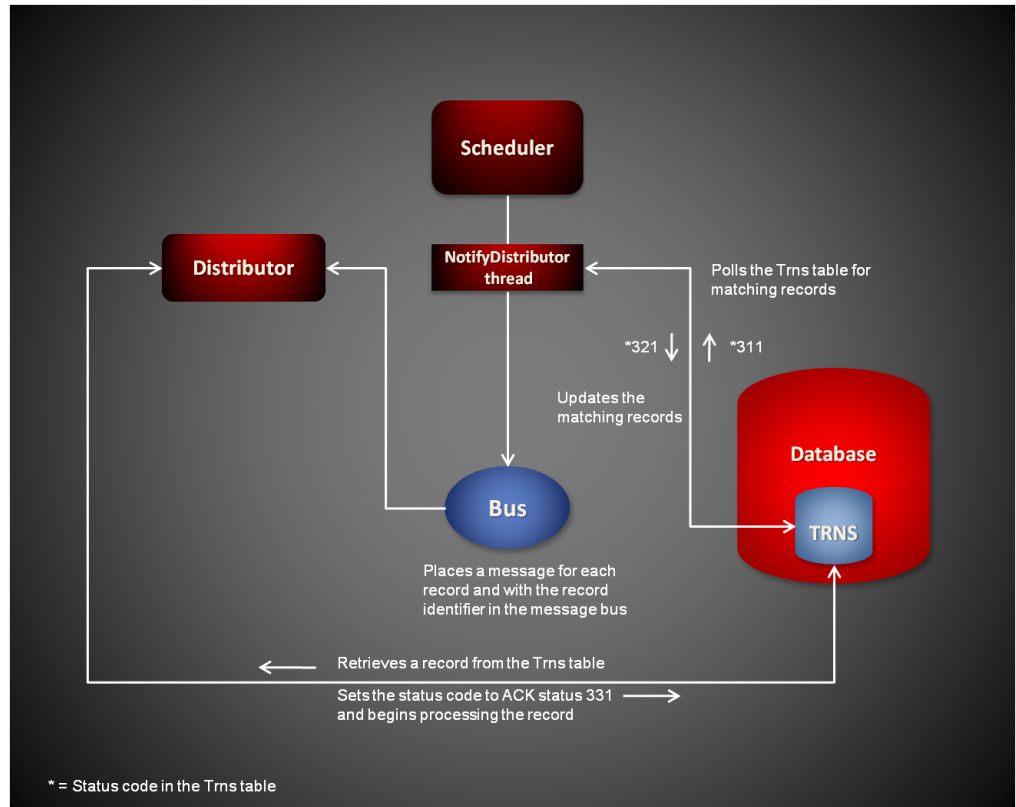 Scheduler
Distributor
NotifyDistributor
thread
Polls the Trns table for
matching records
*321
*311
Updates the
matching records
Database
Bus
TRNS
Places a message for each
record and with the record
identifier in the message bus
Retrieves a record from the Trns table
Sets the status code to ACK status 331
and begins processing the record
* = Status code in the Trns table